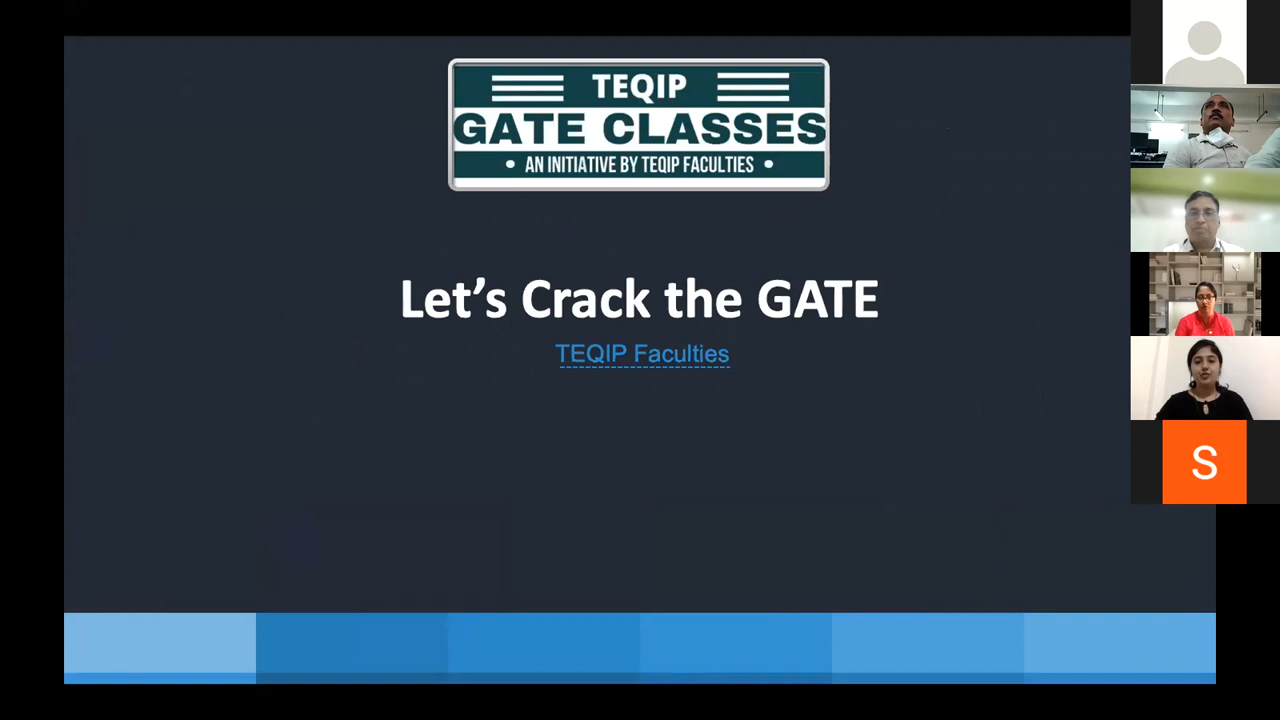 TEQIP
GATE CLASSES
• AN INITIATIVE BY TEQIP FACULTIES •
Let's Crack the GATE
TEQIP Faculties
S